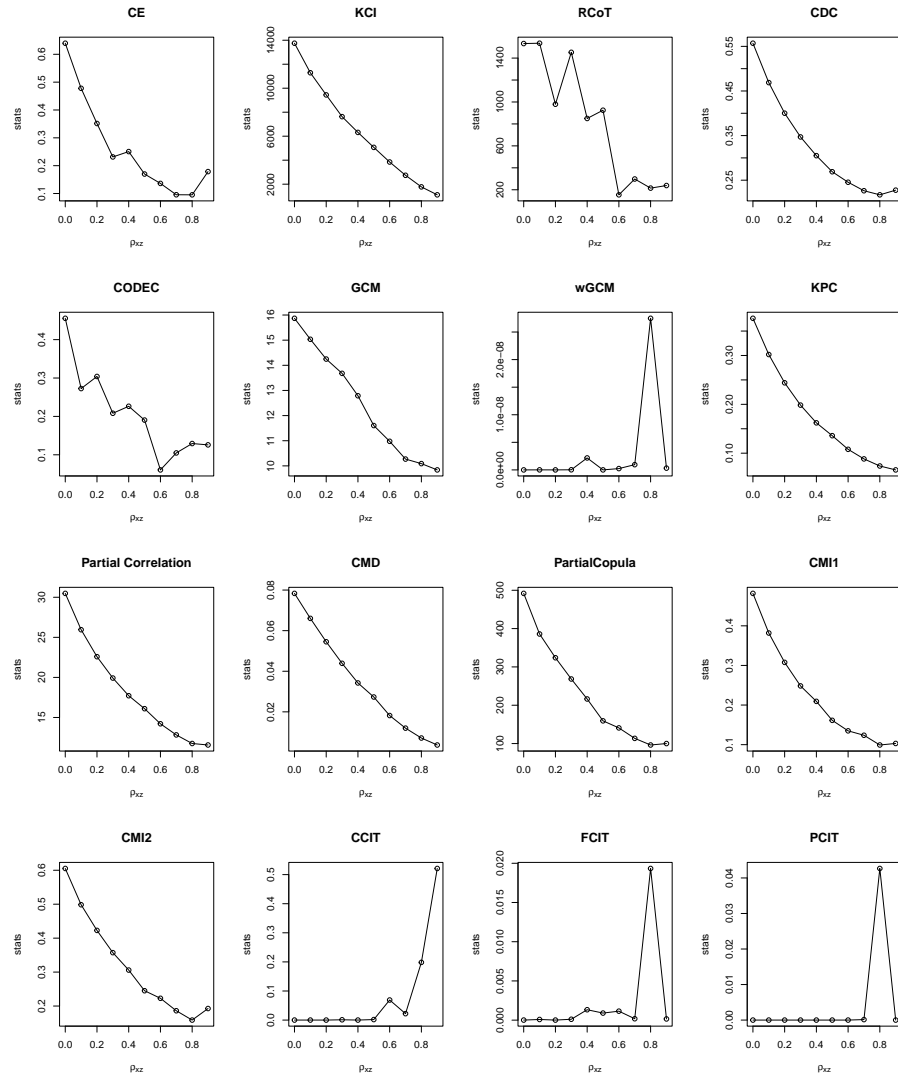 CE
stats
0.1 0.2 0.3 0.4 0.5 0.6
0.0 0.2 0.4 0.6 0.8
ρxz
KCI
stats
2000 6000 10000 14000
0.0 0.2 0.4 0.6 0.8
ρxz
RCoT
stats
200 600 1000 1400
0.0 0.2 0.4 0.6 0.8
ρxz
CDC
stats
0.25 0.35 0.45 0.55
0.0 0.2 0.4 0.6 0.8
ρxz
CODEC
stats
0.1 0.2 0.3 0.4
0.0 0.2 0.4 0.6 0.8
ρxz
GCM
stats
10 11 12 13 14 15 16
0.0 0.2 0.4 0.6 0.8
ρxz
wGCM
stats
0.0e+00 1.0e-08 2.0e-08
0.0 0.2 0.4 0.6 0.8
ρxz
KPC
stats
0.10 0.20 0.30
0.0 0.2 0.4 0.6 0.8
ρxz
Partial Correlation
stats
15 20 25 30
0.0 0.2 0.4 0.6 0.8
ρxz
CMD
stats
0.02 0.04 0.06 0.08
0.0 0.2 0.4 0.6 0.8
ρxz
PartialCopula
stats
100 200 300 400 500
0.0 0.2 0.4 0.6 0.8
ρxz
CMI1
stats
0.1 0.2 0.3 0.4
0.0 0.2 0.4 0.6 0.8
ρxz
CMI2
stats
0.2 0.3 0.4 0.5 0.6
0.0 0.2 0.4 0.6 0.8
ρxz
CCIT
stats
0.0 0.1 0.2 0.3 0.4 0.5
0.0 0.2 0.4 0.6 0.8
ρxz
FCIT
stats
0.000 0.005 0.010 0.015 0.020
0.0 0.2 0.4 0.6 0.8
ρxz
PCIT
stats
0.00 0.01 0.02 0.03 0.04
0.0 0.2 0.4 0.6 0.8
ρxz